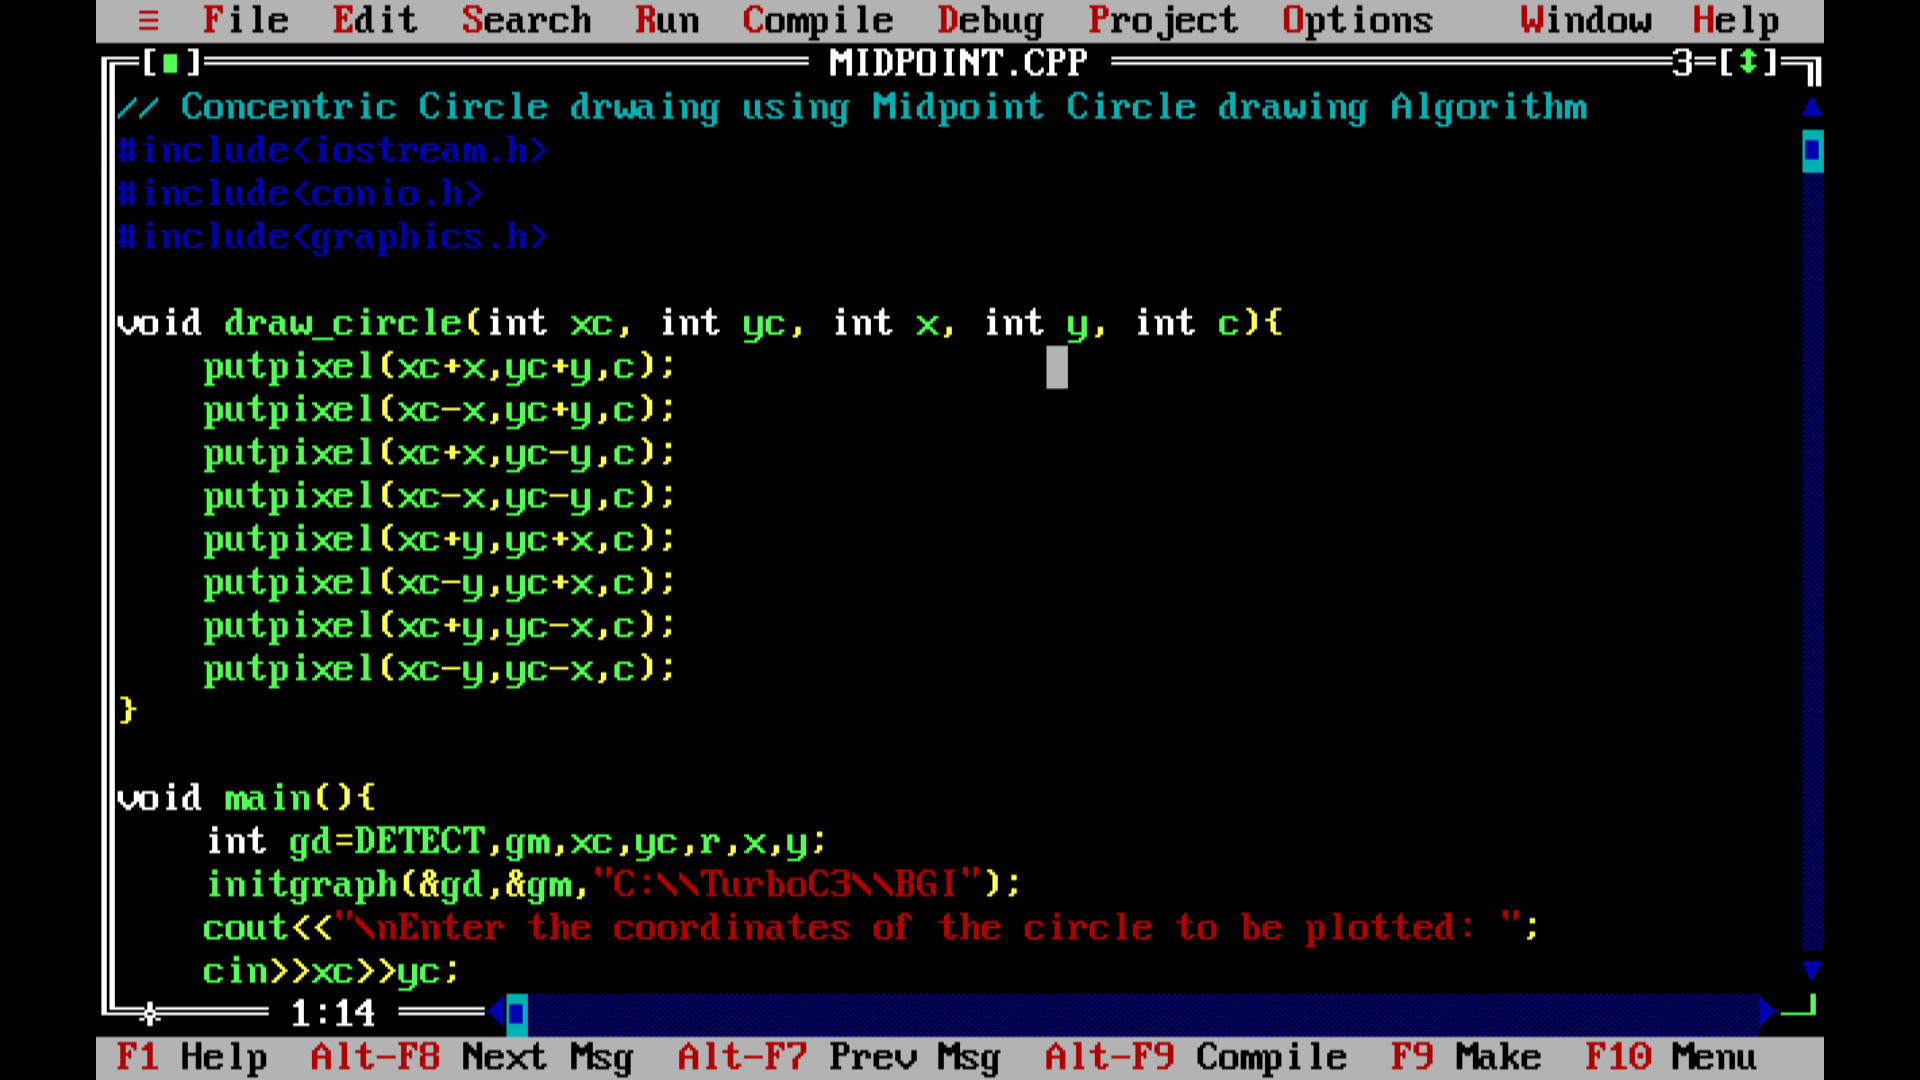 ≡ File Edit Search Run Compile Debug Project Options Window Help
[■] MIDPOINT.CPP 3=[↕]
// Concentric Circle drwaing using Midpoint Circle drawing Algorithm
#include<iostream.h>
#include<conio.h>
#include<graphics.h>
void draw_circle(int xc, int yc, int x, int y, int c){
putpixel(xc+x,yc+y,c);
putpixel(xc-x,yc+y,c);
putpixel(xc+x,yc-y,c);
putpixel(xc-x,yc-y,c);
putpixel(xc+y,yc+x,c);
putpixel(xc-y,yc+x,c);
putpixel(xc+y,yc-x,c);
putpixel(xc-y,yc-x,c);
}
void main(){
int gd=DETECT,gm,xc,yc,r,x,y;
initgraph(&gd,&gm,"C:\\TurboC3\\BGI");
cout<<"\nEnter the coordinates of the circle to be plotted: ";
cin>>xc>>yc;
1:14
F1 Help Alt-F8 Next Msg Alt-F7 Prev Msg Alt-F9 Compile F9 Make F10 Menu